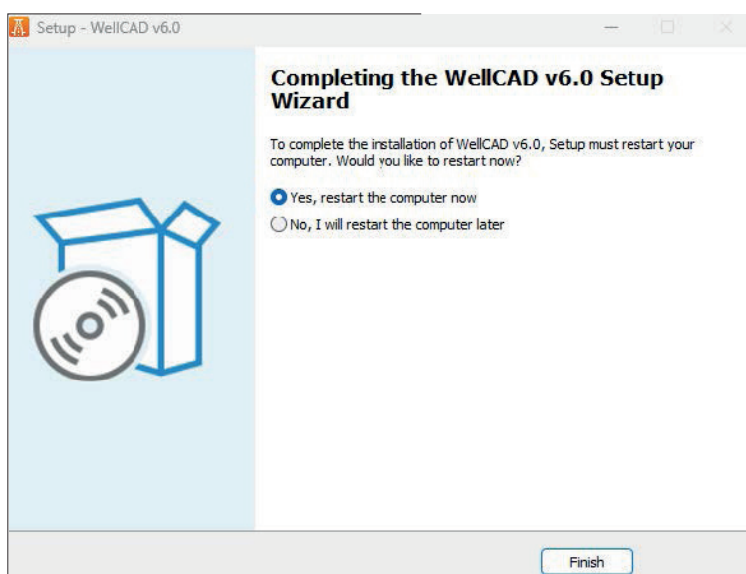 Setup - WellCAD v6.0
Completing the WellCAD v6.0 Setup
Wizard
To complete the installation of WellCAD v6.0, Setup must restart your
computer. Would you like to restart now?
Yes, restart the computer now
No, I will restart the computer later
Finish